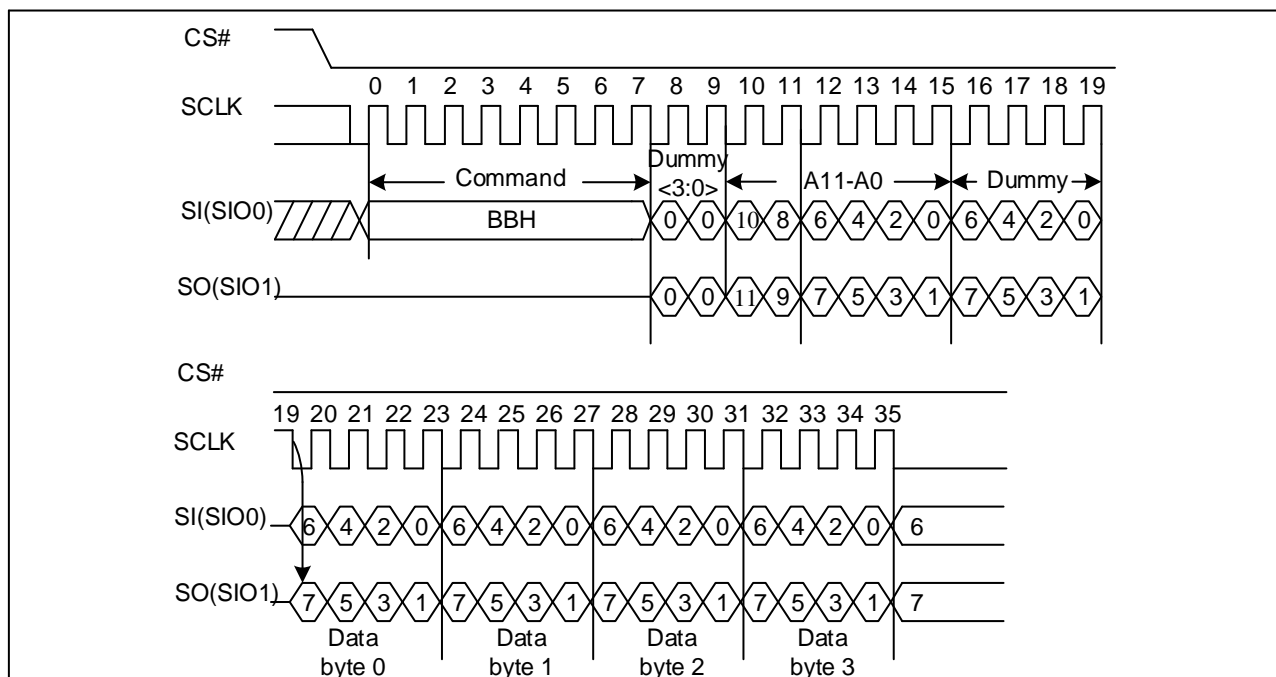 CS#
0 1 2 3 4 5 6 7 8 9 10 11 12 13 14 15 16 17 18 19
SCLK
Command Dummy <3:0> A11-A0 Dummy
SI(SIO0) BBH 0 0 10 8 6 4 2 0 6 4 2 0
SO(SIO1) 0 0 11 9 7 5 3 1 7 5 3 1
CS#
19 20 21 22 23 24 25 26 27 28 29 30 31 32 33 34 35
SCLK
SI(SIO0) 6 4 2 0 6 4 2 0 6 4 2 0 6 4 2 0 6
SO(SIO1) 7 5 3 1 7 5 3 1 7 5 3 1 7 5 3 1 7
Data Data Data Data
byte 0 byte 1 byte 2 byte 3